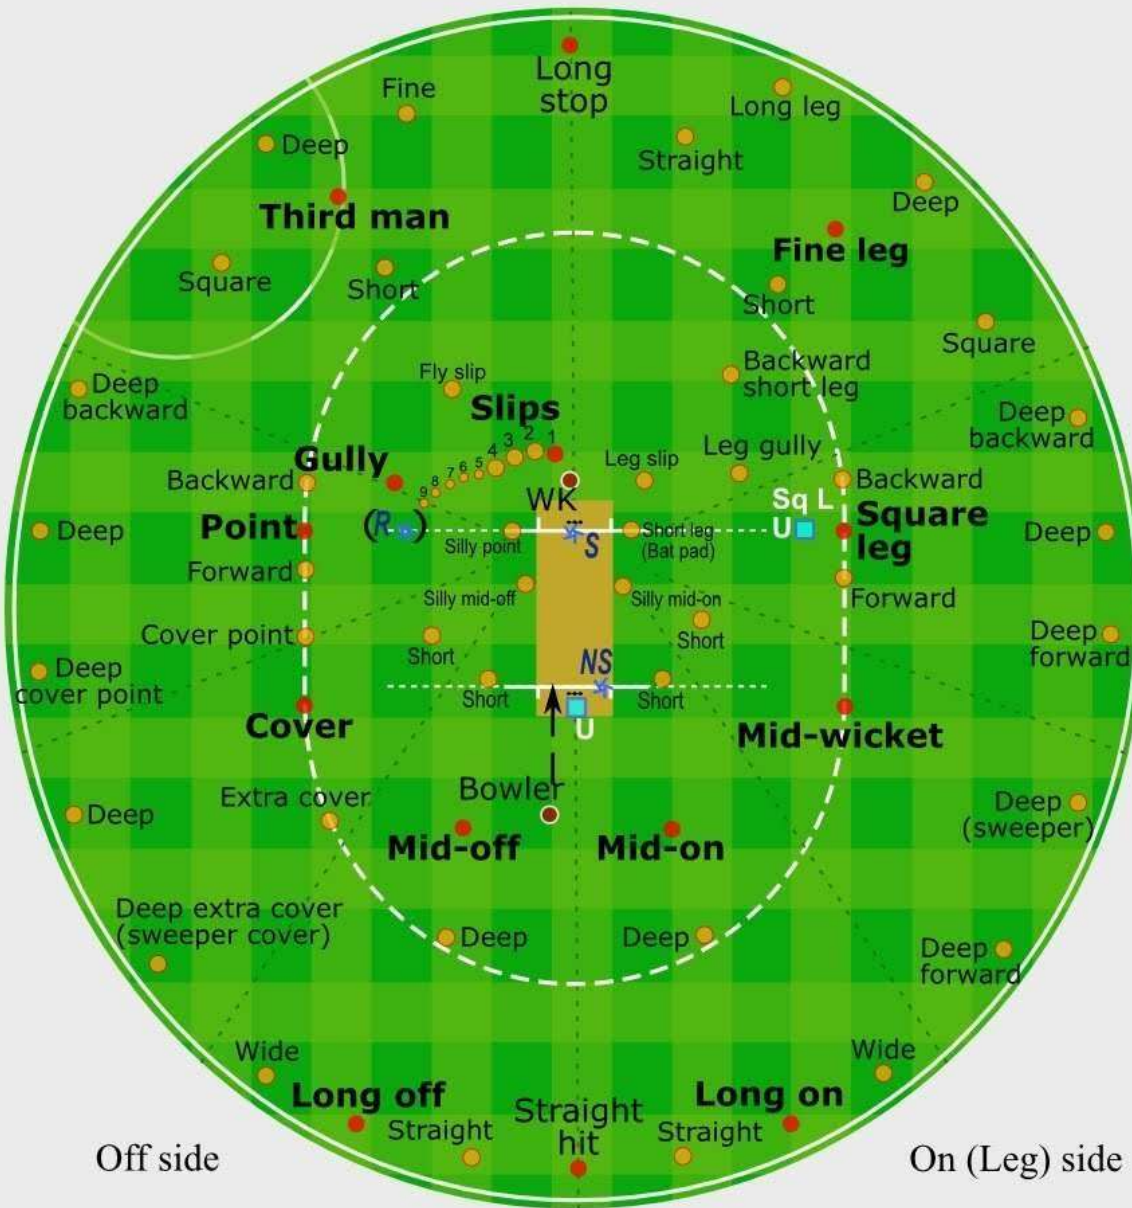 Long
stop
Fine
Long leg
Deep
Straight
Deep
Third man
Fine leg
Square
Short
Short
Square
Backward
short leg
Fly slip
Deep
backward
Slips
Deep
backward
1
2
3
4
5
6
7
8
9
Gully
Leg slip
Leg gully
Backward
Backward
WK
Sq L
U
Point
(R)
Square
leg
Deep
Silly point
S
Short leg
(Bat pad)
Deep
Forward
Silly mid-off
Silly mid-on
Forward
Cover point
Short
Short
Deep
forward
Deep
cover point
NS
Short
Short
Cover
U
Mid-wicket
Bowler
Extra cover
Deep
Deep
(sweeper)
Mid-off
Mid-on
Deep extra cover
(sweeper cover)
Deep
Deep
Deep
forward
Wide
Wide
Long off
Straight
hit
Long on
Straight
Straight
Off side
On (Leg) side